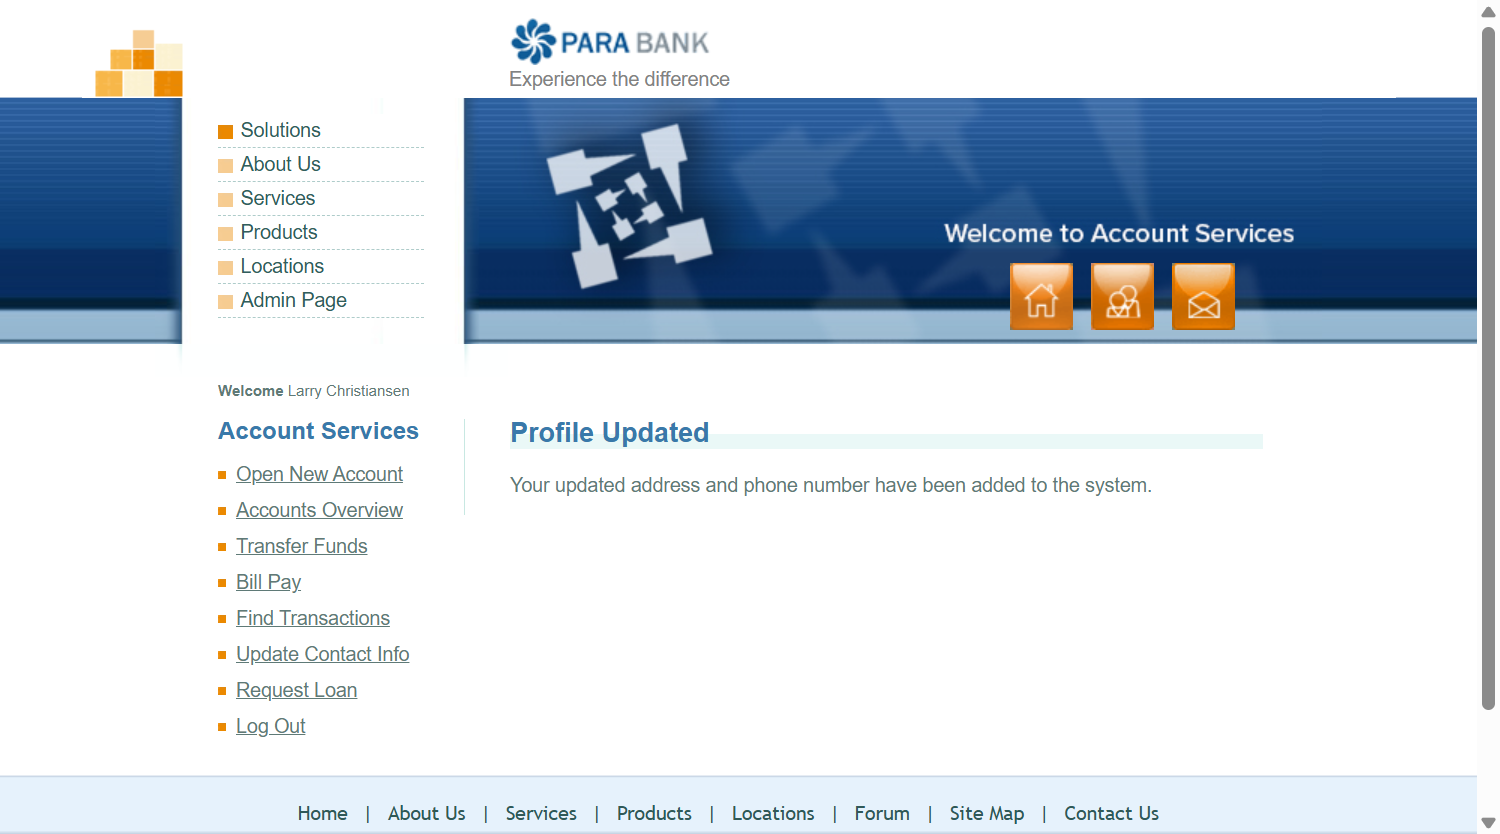 PARA BANK
Experience the difference
Solutions
About Us
Services
Products
Locations
Admin Page
Welcome to Account Services
Welcome Larry Christiansen
Account Services
Open New Account
Accounts Overview
Transfer Funds
Bill Pay
Find Transactions
Update Contact Info
Request Loan
Log Out
Profile Updated
Your updated address and phone number have been added to the system.
Home | About Us | Services | Products | Locations | Forum | Site Map | Contact Us